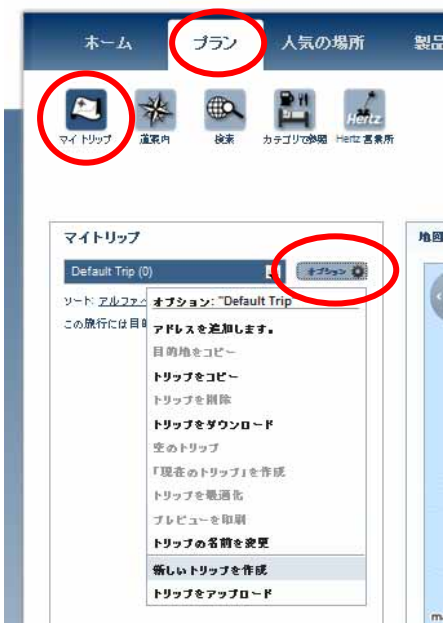 ホーム プラン 人気の場所 製品
マイ トリップ 道案内 検索 カテゴリで参照 Hertz 営業所
Hertz
マイトリップ 地図
Default Trip (0) オプション
ソート: アルファベ
オプション: "Default Trip
この旅行には目
アドレスを追加します。
目的地をコピー
トリップをコピー
トリップを削除
トリップをダウンロード
空のトリップ
「現在のトリップ」を作成
トリップを最適化
プレビューを印刷
トリップの名前を変更
新しいトリップを作成
トリップをアップロード
m